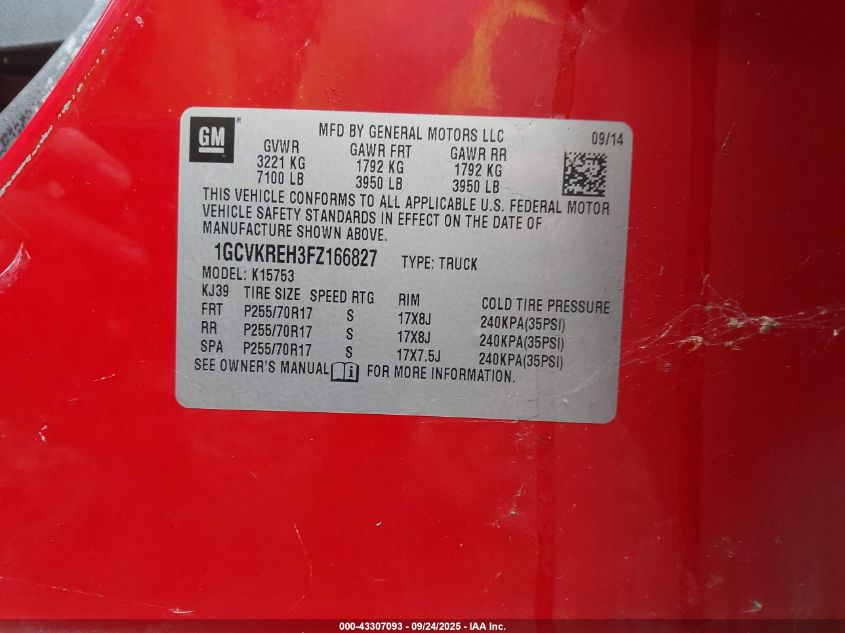 GM ® MFD BY GENERAL MOTORS LLC 09/14
GVWR GAWR FRT GAWR RR
3221 KG 1792 KG 1792 KG
7100 LB 3950 LB 3950 LB
THIS VEHICLE CONFORMS TO ALL APPLICABLE U.S. FEDERAL MOTOR
VEHICLE SAFETY STANDARDS IN EFFECT ON THE DATE OF
MANUFACTURE SHOWN ABOVE.
1GCVKREH3FZ166827 TYPE: TRUCK
MODEL: K15753
KJ39 TIRE SIZE SPEED RTG RIM COLD TIRE PRESSURE
FRT P255/70R17 S 17X8J 240KPA(35PSI)
RR P255/70R17 S 17X8J 240KPA(35PSI)
SPA P255/70R17 S 17X7.5J 240KPA(35PSI)
SEE OWNER'S MANUAL i FOR MORE INFORMATION.
000-43307093 - 09/24/2025 - IAA Inc.